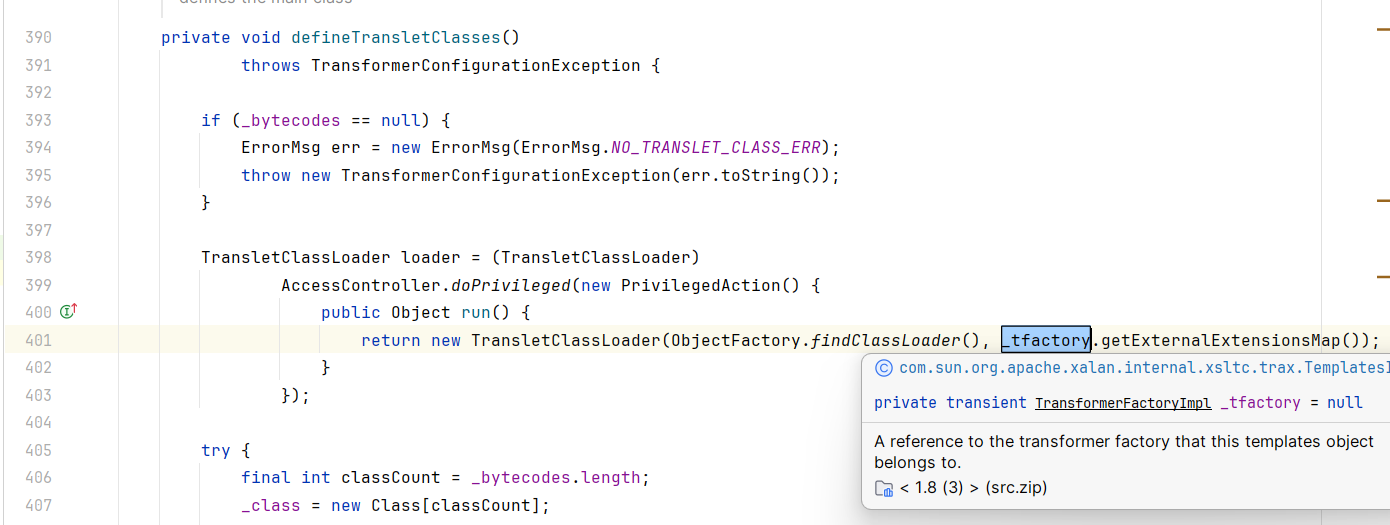 defines the main class
390 private void defineTransletClasses()
391 throws TransformerConfigurationException {
392
393 if (_bytecodes == null) {
394 ErrorMsg err = new ErrorMsg(ErrorMsg.NO_TRANSLET_CLASS_ERR);
395 throw new TransformerConfigurationException(err.toString());
396 }
397
398 TransletClassLoader loader = (TransletClassLoader)
399 AccessController.doPrivileged(new PrivilegedAction() {
400 public Object run() {
401 return new TransletClassLoader(ObjectFactory.findClassLoader(), _tfactory.getExternalExtensionsMap());
402 }
403 });
404
405 try {
406 final int classCount = _bytecodes.length;
407 _class = new Class[classCount];
com.sun.org.apache.xalan.internal.xsltc.trax.TemplatesI
private transient TransformerFactoryImpl _tfactory = null
A reference to the transformer factory that this templates object
belongs to.
< 1.8 (3) > (src.zip)